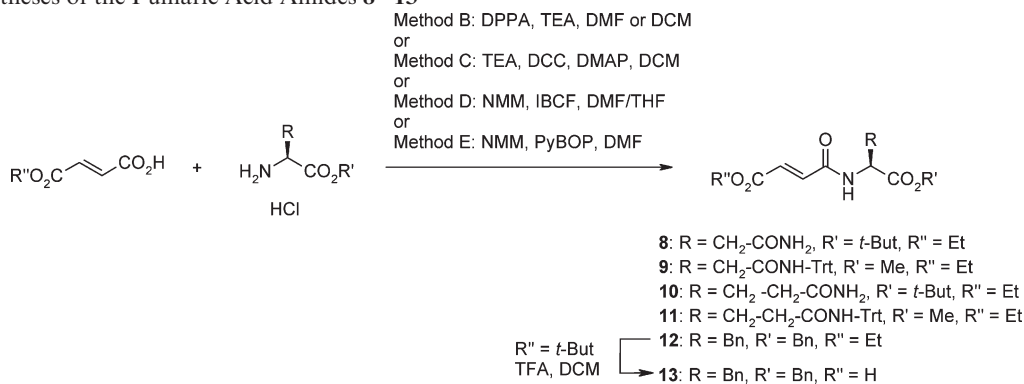 theses of the Fumaric Acid Amides 8–13
Method B: DPPA, TEA, DMF or DCM
or
Method C: TEA, DCC, DMAP, DCM
or
Method D: NMM, IBCF, DMF/THF
or
Method E: NMM, PyBOP, DMF
R"O2C CO2H + H2N R CO2R' R"O2C O N H R CO2R'
HCl
8: R = CH2-CONH2, R' = t-But, R" = Et
9: R = CH2-CONH-Trt, R' = Me, R" = Et
10: R = CH2 -CH2-CONH2, R' = t-But, R" = Et
11: R = CH2-CH2-CONH-Trt, R' = Me, R" = Et
12: R = Bn, R' = Bn, R" = Et
R" = t-But
TFA, DCM
13: R = Bn, R' = Bn, R" = H